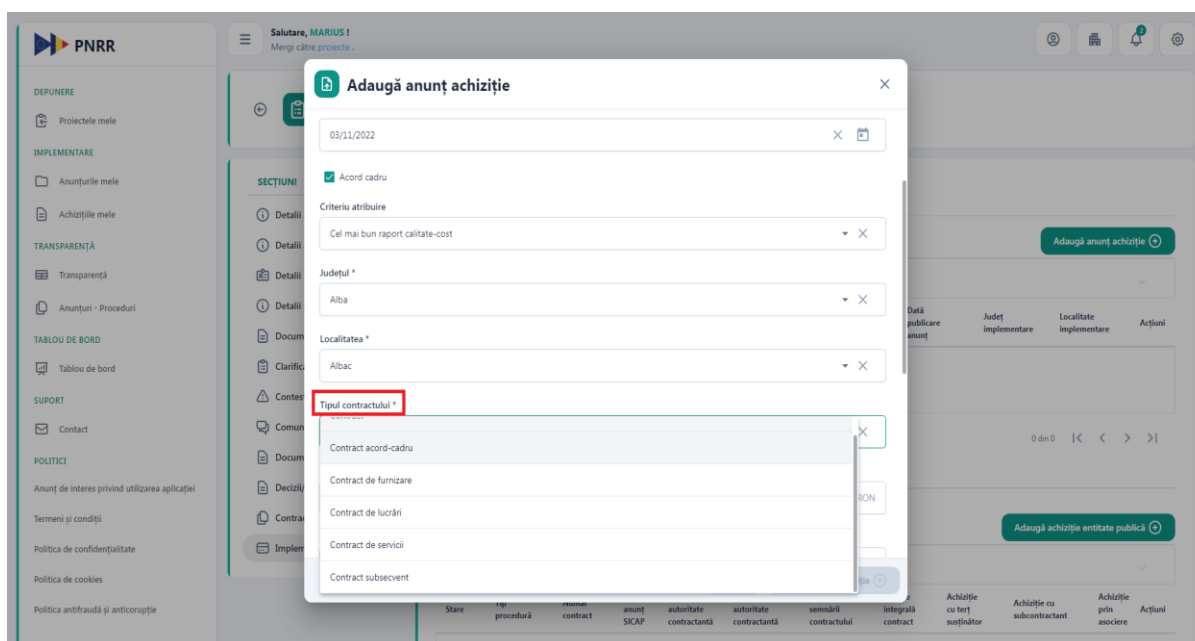 PNRR
Salutare, MARIUS !
Mergi către proiecte .
2
DEPUNERE
Proiectele mele
IMPLEMENTARE
Anunțurile mele
Achizițiile mele
TRANSPARENȚĂ
Transparență
Anunțuri - Proceduri
TABLOU DE BORD
Tablou de bord
SUPORT
Contact
POLITICI
Anunț de interes privind utilizarea aplicației
Termeni și condiții
Politica de confidențialitate
Politica de cookies
Politica antifraudă și anticorupție
SECȚIUNI
Detalii
Detalii
Detalii
Detalii
Docum
Clarific
Contes
Comun
Docum
Decizii/
Contra
Implem
Adaugă anunț achiziție
03/11/2022
Acord cadru
Criteriu atribuire
Cel mai bun raport calitate-cost
Județul *
Alba
Localitatea *
Albac
Tipul contractului *
Contract acord-cadru
Contract de furnizare
Contract de lucrări
Contract de servicii
Contract subsecvent
RON
ție
Adaugă anunț achiziție
Dată publicare anunț
Județ implementare
Localitate implementare
Acțiuni
0 din 0
Adaugă achiziție entitate publică
Stare
Tip procedură
Număr contract
anunț SICAP
autoritate contractantă
autoritate contractantă
semnării contractului
integrală contract
Achiziție cu terț susținător
Achiziție cu subcontractant
Achiziție prin asociere
Acțiuni